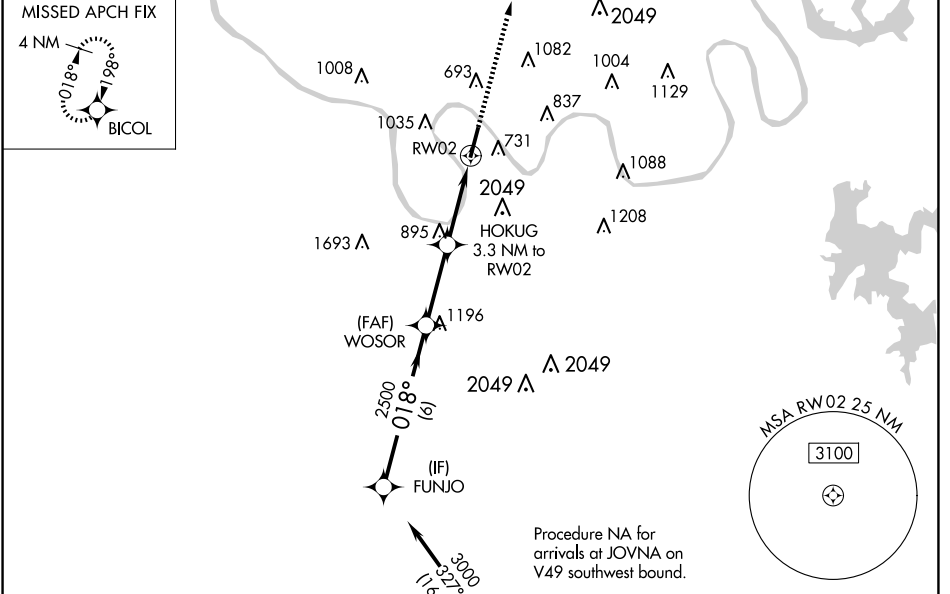 MISSED APCH FIX
4 NM
018°
198°
BICOL
2049
1082
1008
693
1004
1129
837
1035
RW02
731
1088
2049
1208
895
HOKUG
3.3 NM to
RW02
1693
(FAF)
WOSOR
1196
2049
2049
2500
018°
(6)
(IF)
FUNJO
MSA RW02 25 NM
3100
Procedure NA for
arrivals at JOVNA on
V49 southwest bound.
3000
327°